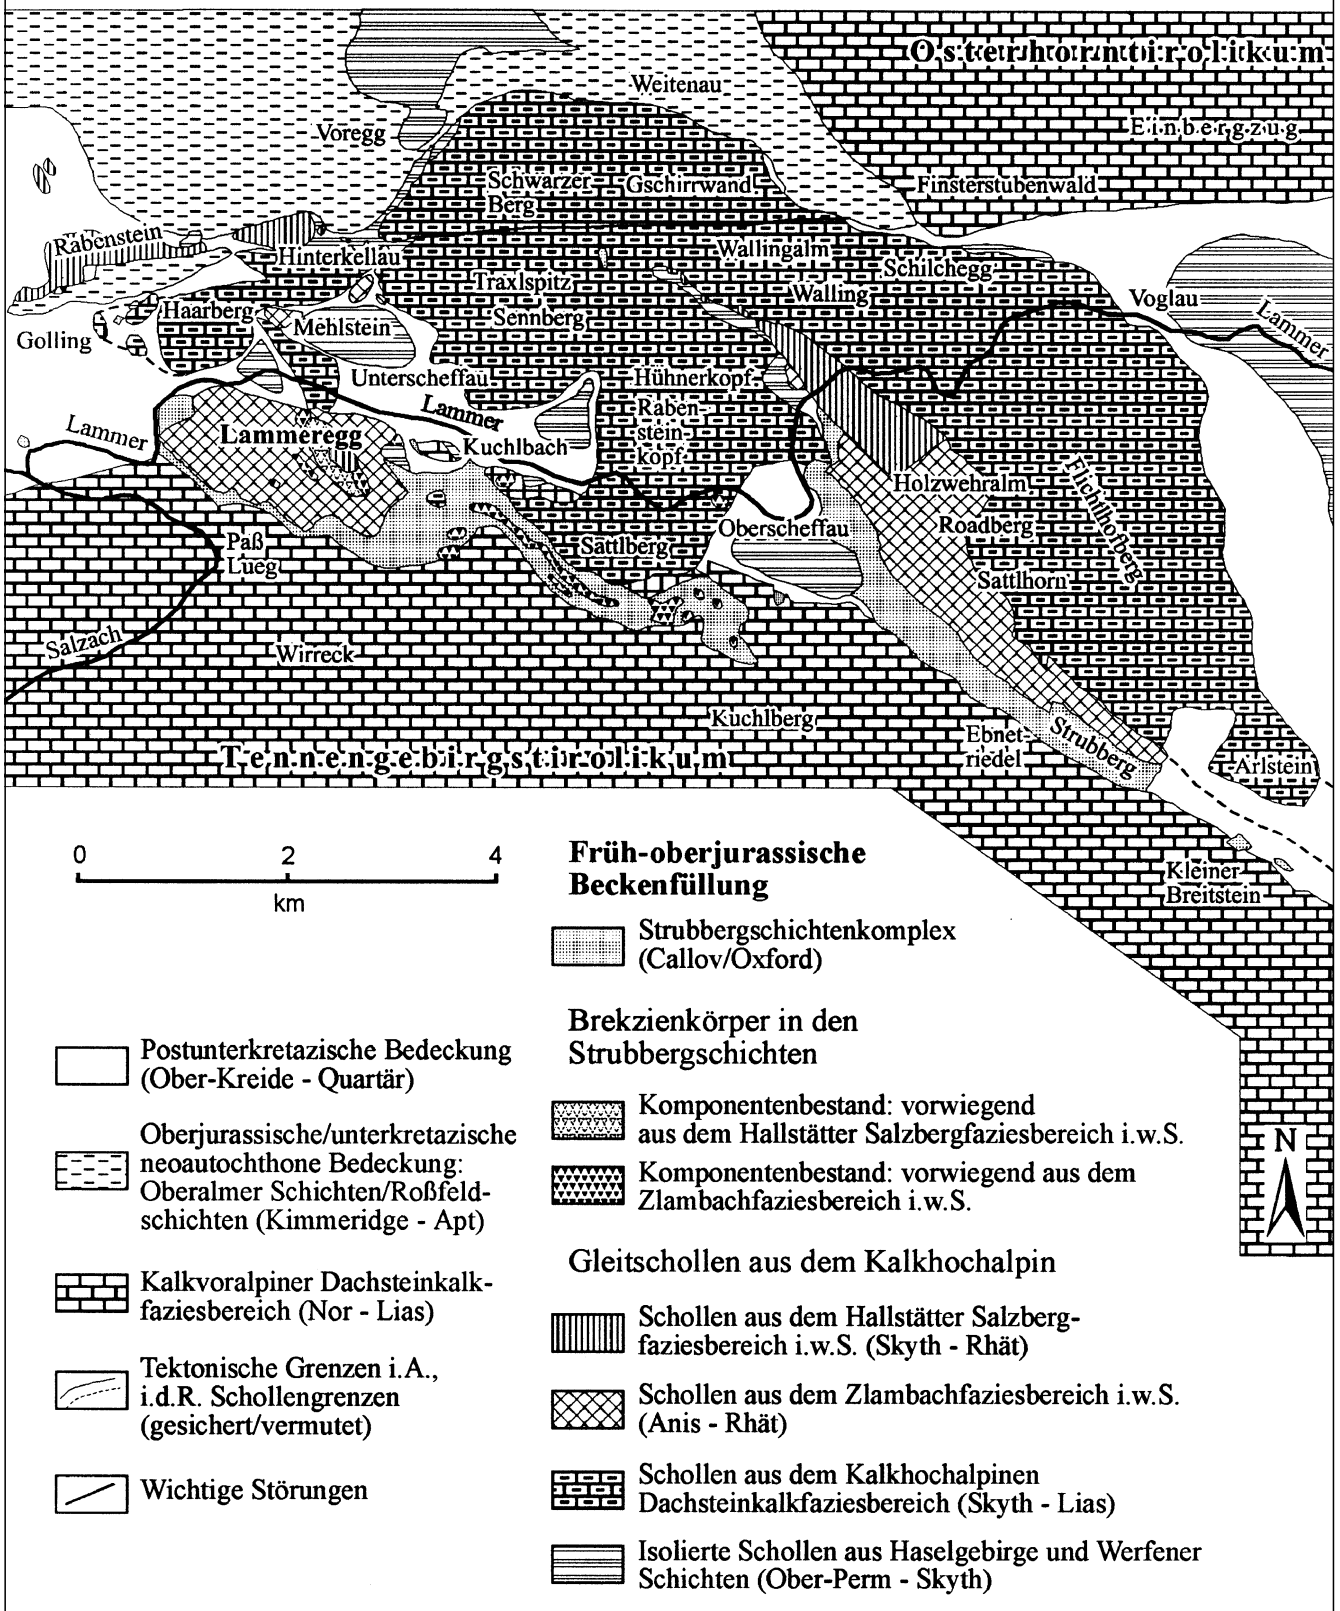 Osterhorntirolikum
Weitenau
Einbergzug
Voregg
Schwarzer
Berg
Gschirrwand
Finsterstubenwald
Rabenstein
Hinterkellau
Wallingalm
Schilchegg
Traxlspitz
Walling
Voglau
Lammer
Haarberg
Mehlstein
Sennberg
Golling
Unterscheffau
Hühnerkopf
Lammer
Raben-
stein-
kopf
Lammer
Lammeregg
Kuchlbach
Holzwehralm
Flichtlhofberg
Oberscheffau
Roadberg
Paß
Lueg
Sattlberg
Sattlhorn
Salzach
Wirreck
Kuchlberg
Ebnet-
riedel
Strubberg
Tennengebirgstirolikum
Arlstein
Kleiner
Breitstein
0 2 4
km
Früh-oberjurassische
Beckenfüllung
Strubbergschichtenkomplex
(Callov/Oxford)
Brekzienkörper in den
Strubbergschichten
Komponentenbestand: vorwiegend
aus dem Hallstätter Salzbergfaziesbereich i.w.S.
Komponentenbestand: vorwiegend aus dem
Zlambachfaziesbereich i.w.S.
Gleitschollen aus dem Kalkhochalpin
Schollen aus dem Hallstätter Salzberg-
faziesbereich i.w.S. (Skyth - Rhät)
Schollen aus dem Zlambachfaziesbereich i.w.S.
(Anis - Rhät)
Schollen aus dem Kalkhochalpinen
Dachsteinkalkfaziesbereich (Skyth - Lias)
Isolierte Schollen aus Haselgebirge und Werfener
Schichten (Ober-Perm - Skyth)
Postunterkretazische Bedeckung
(Ober-Kreide - Quartär)
Oberjurassische/unterkretazische
neoautochthone Bedeckung:
Oberalmer Schichten/Roßfeld-
schichten (Kimmeridge - Apt)
Kalkvoralpiner Dachsteinkalk-
faziesbereich (Nor - Lias)
Tektonische Grenzen i.A.,
i.d.R. Schollengrenzen
(gesichert/vermutet)
Wichtige Störungen
N